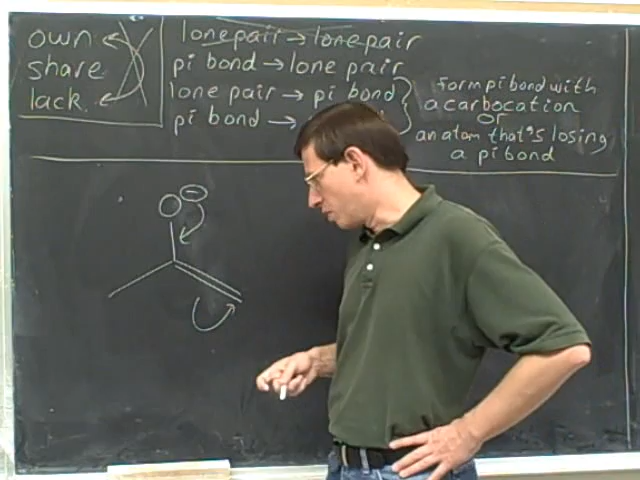 own
share
lack
lone pair → lone pair
pi bond → lone pair
lone pair → pi bond
pi bond →
form pi bond with
a carbocation
or
an atom that's losing
a pi bond
O −